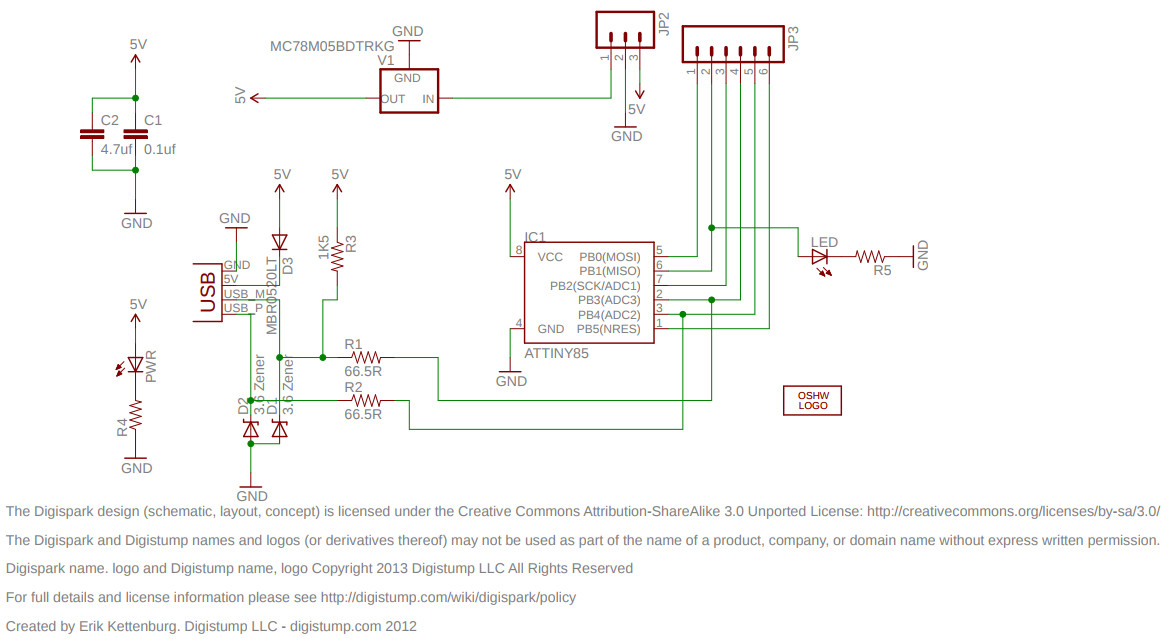 5V
C2
C1
4.7uf
0.1uf
GND
MC78M05BDTRKG
V1
GND
GND
OUT
IN
5V
JP2
1
2
3
5V
GND
JP3
1
2
3
4
5
6
5V
5V
GND
1K5
R3
D3
MBR0520LT
USB
GND
5V
USB_M
USB_P
5V
PWR
R4
GND
R1
66.5R
R2
66.5R
D2
3.6 Zener
D1
3.6 Zener
GND
5V
IC1
8
VCC
PB0(MOSI)
5
PB1(MISO)
6
PB2(SCK/ADC1)
7
PB3(ADC3)
2
PB4(ADC2)
3
4
GND
PB5(NRES)
1
ATTINY85
GND
LED
R5
GND
OSHW
LOGO
The Digispark design (schematic, layout, concept) is licensed under the Creative Commons Attribution-ShareAlike 3.0 Unported License: http://creativecommons.org/licenses/by-sa/3.0/
The Digispark and Digistump names and logos (or derivatives thereof) may not be used as part of the name of a product, company, or domain name without express written permission.
Digispark name. logo and Digistump name, logo Copyright 2013 Digistump LLC All Rights Reserved
For full details and license information please see http://digistump.com/wiki/digispark/policy
Created by Erik Kettenburg. Digistump LLC - digistump.com 2012